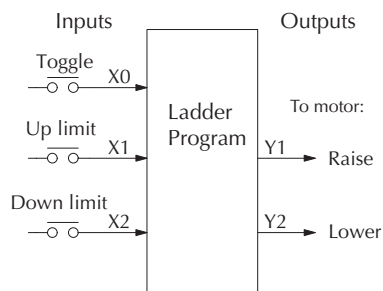 Inputs
Outputs
Toggle
X0
Up limit
X1
Down limit
X2
Ladder
Program
To motor:
Y1
Raise
Y2
Lower